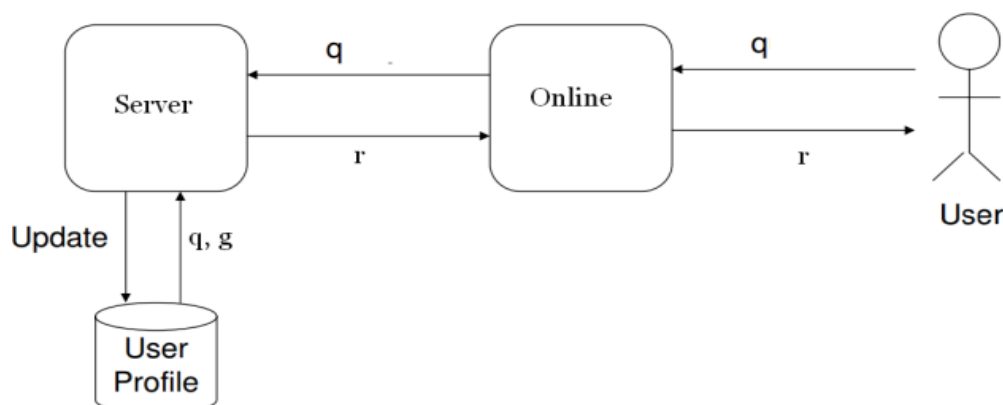 q
q
Server
Online
r
r
User
Update
q, g
User
Profile